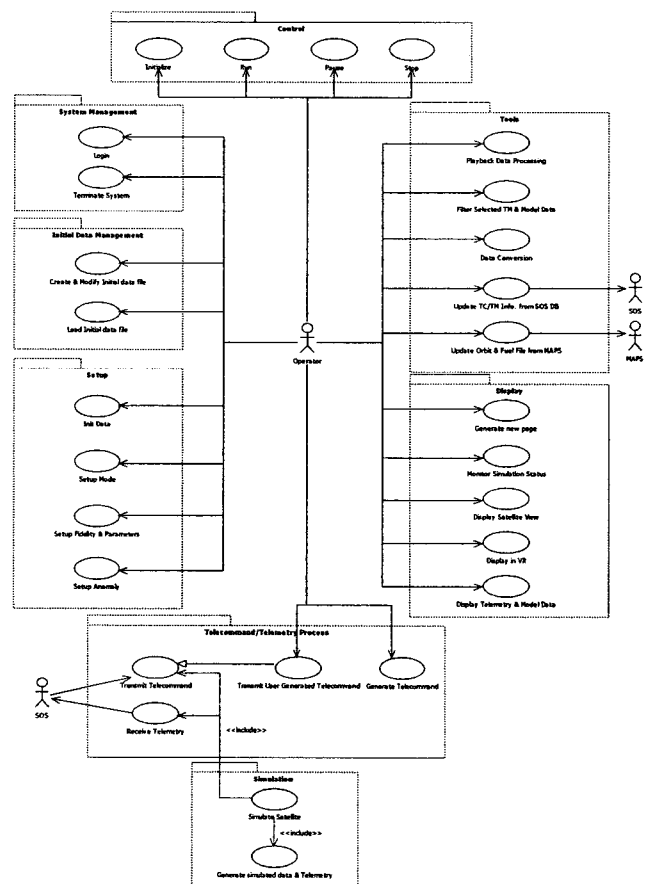 Control
Initialize
Run
Pause
Stop
System Management
Login
Terminate System
Initial Data Management
Create & Modify Initial data file
Load Initial data file
Setup
Init Data
Setup Mode
Setup Fidelity & Parameters
Setup Anomaly
Operator
Tools
Playback Data Processing
Filter Selected TM & Model Data
Data Conversion
Update TC/TM Info. from SOS DB
SOS
Update Orbit & Fuel File from MAPS
MAPS
Display
Generate new page
Monitor Simulation Status
Display Satellite View
Display in VR
Display Telemetry & Model Data
Telecommand/Telemetry Process
Transmit Telecommand
Transmit User Generated Telecommand
Generate Telecommand
SOS
Receive Telemetry
<<include>>
Simulation
Simulate Satellite
<<include>>
Generate simulated data & Telemetry